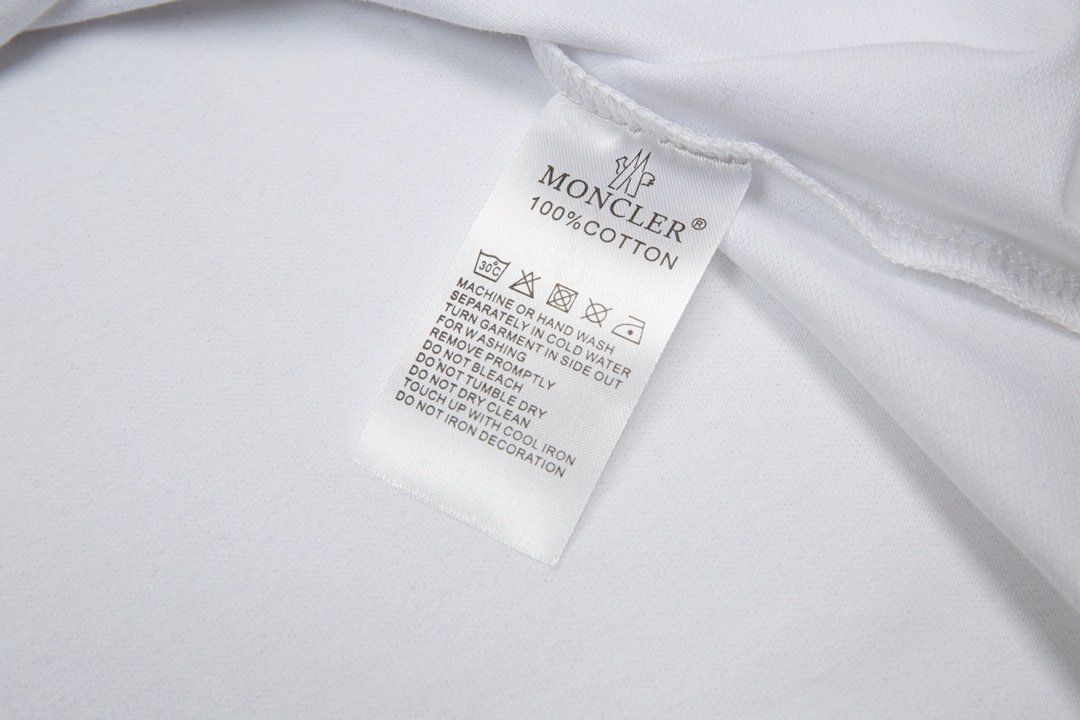 MONCLER®
100%COTTON
30°C
MACHINE OR HAND WASH
SEPARATELY IN COLD WATER
TURN GARMENT IN SIDE OUT
FOR WASHING
REMOVE PROMPTLY
DO NOT BLEACH
DO NOT TUMBLE DRY
DO NOT DRY CLEAN
TOUCH UP WITH COOL IRON
DO NOT IRON DECORATION